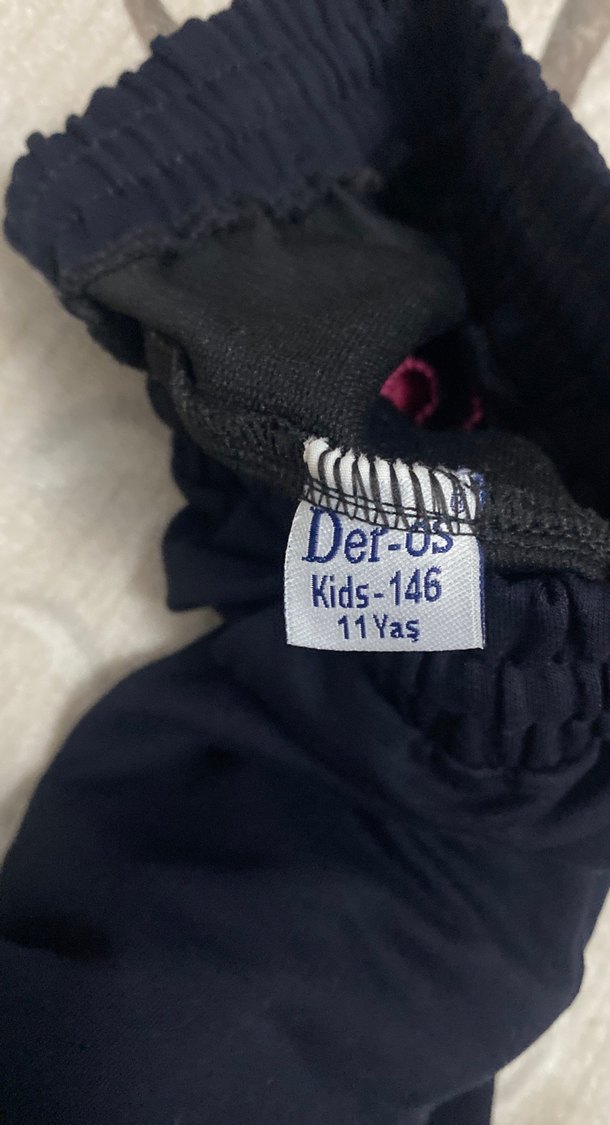 Der-os
Kids-146
11 Yaş